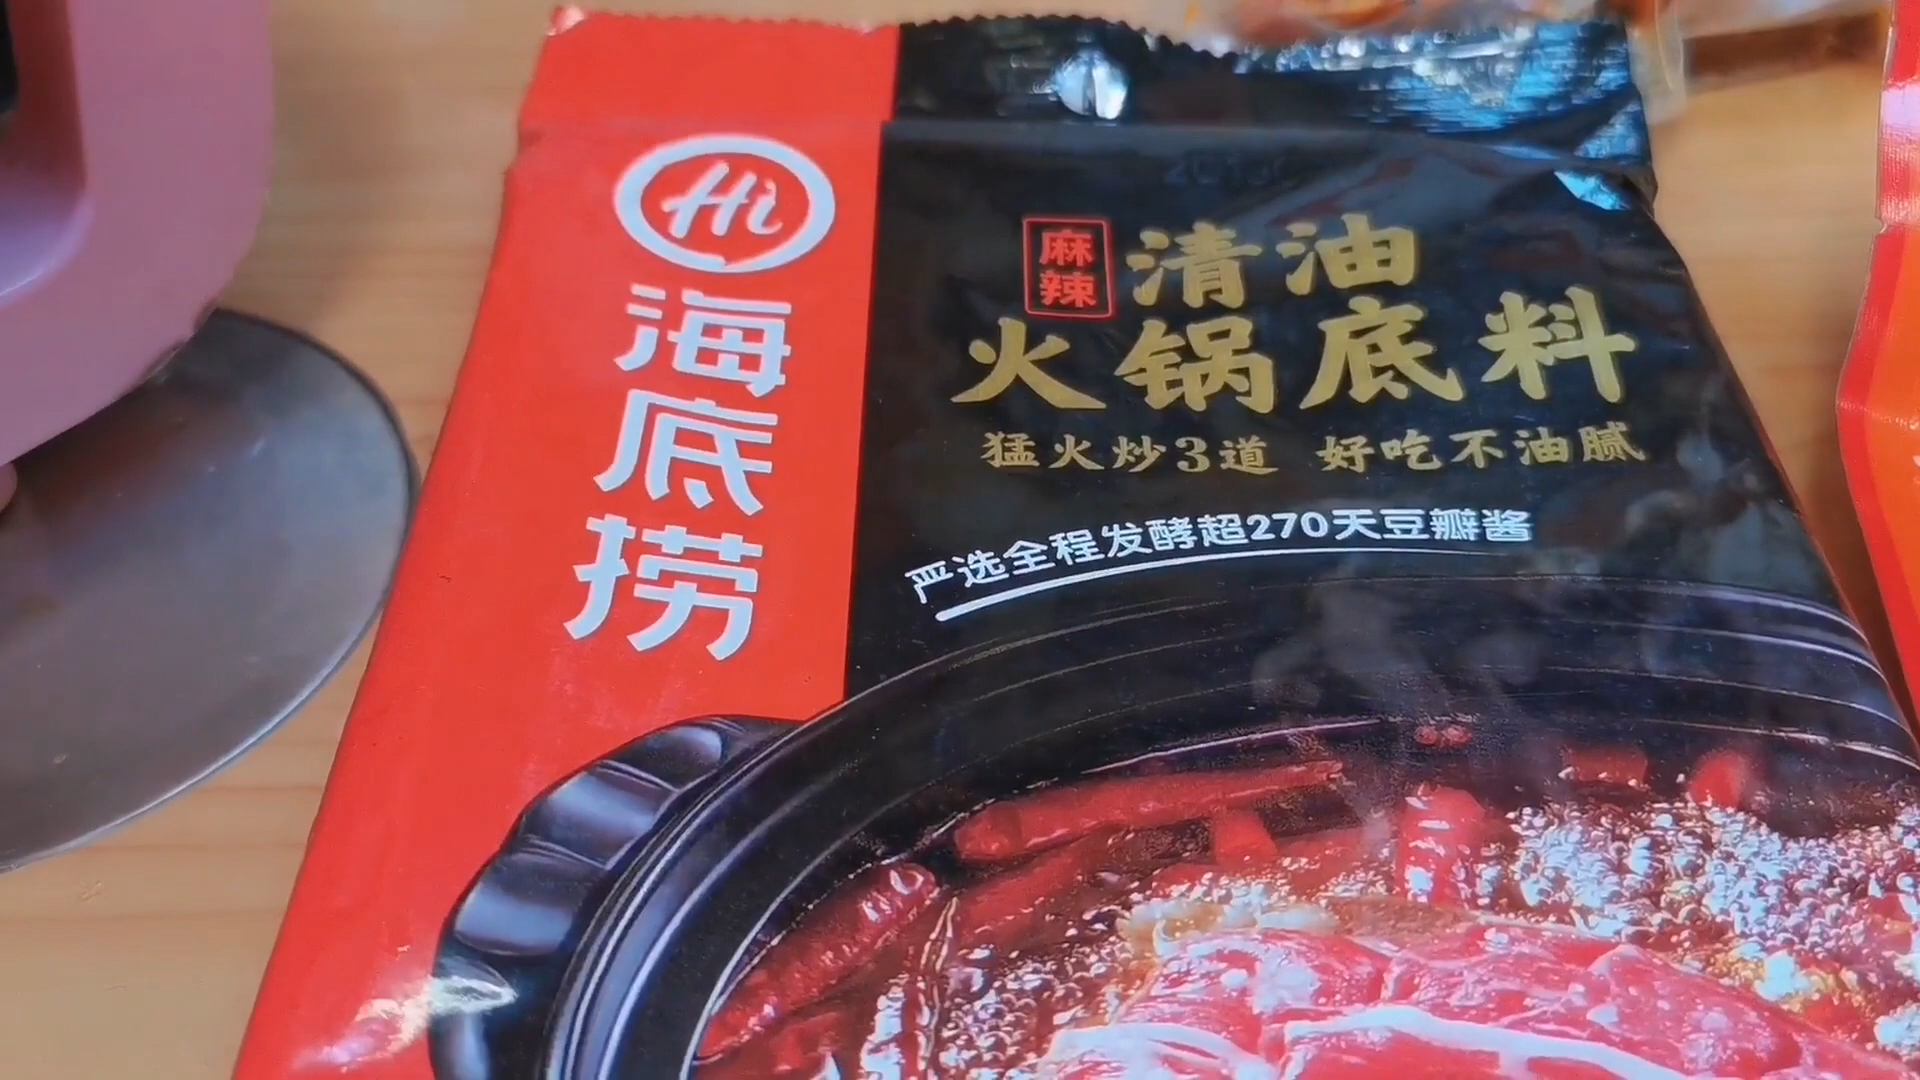 Hi
海底捞
麻辣
清油
火锅底料
猛火炒3道 好吃不油腻
严选全程发酵超270天豆瓣酱